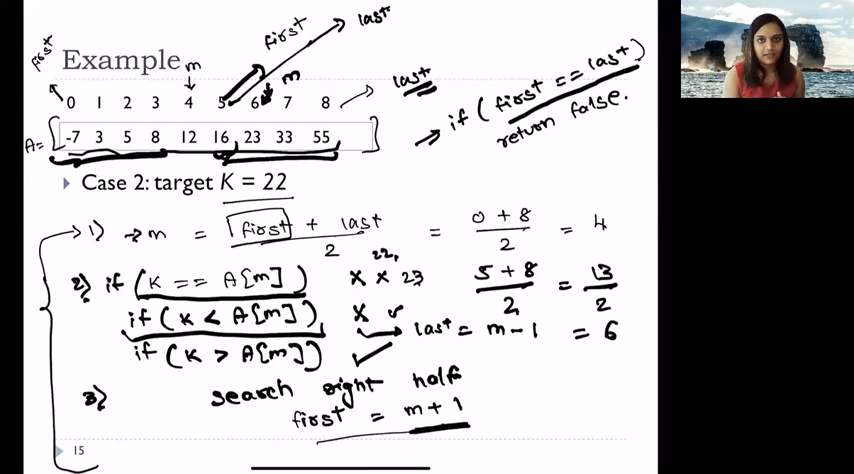 first last
Example
first m m last
0 1 2 3 4 5 6 7 8
A= [ -7 3 5 8 12 16 23 33 55 ]
→ if (first == last)
return false.
Case 2: target K = 22
→ 1) → m = first + last / 2 = 0 + 8 / 2 = 4
2) if (K == A[m]) x x 22, 23 5 + 8 / 2 = 13 / 2 = 6
if (K < A[m]) x ✓ → last = m - 1
if (K > A[m]) ✓
3) search right half
first = m + 1
15